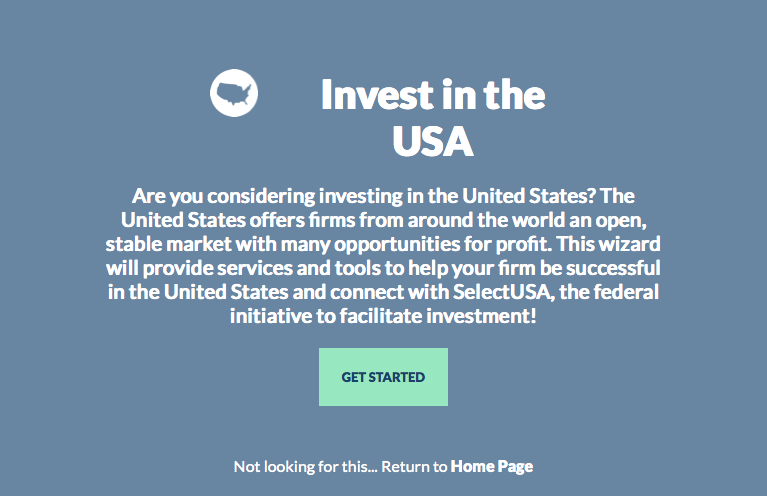 Invest in the
USA
Are you considering investing in the United States? The
United States offers firms from around the world an open,
stable market with many opportunities for profit. This wizard
will provide services and tools to help your firm be successful
in the United States and connect with SelectUSA, the federal
initiative to facilitate investment!
GET STARTED
Not looking for this... Return to Home Page